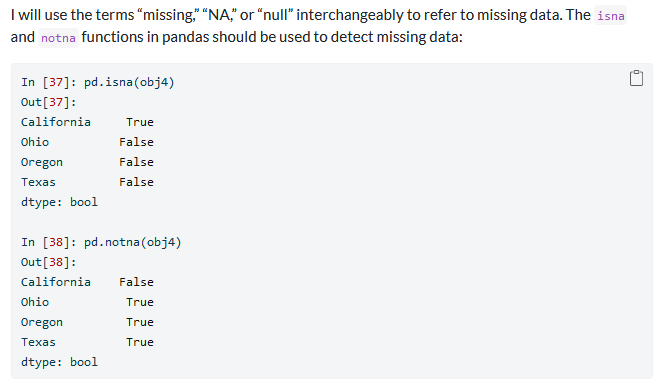 I will use the terms “missing,” “NA,” or “null” interchangeably to refer to missing data. The isna
and notna functions in pandas should be used to detect missing data:
In [37]: pd.isna(obj4)
Out[37]:
California     True
Ohio          False
Oregon        False
Texas         False
dtype: bool

In [38]: pd.notna(obj4)
Out[38]:
California    False
Ohio           True
Oregon         True
Texas          True
dtype: bool